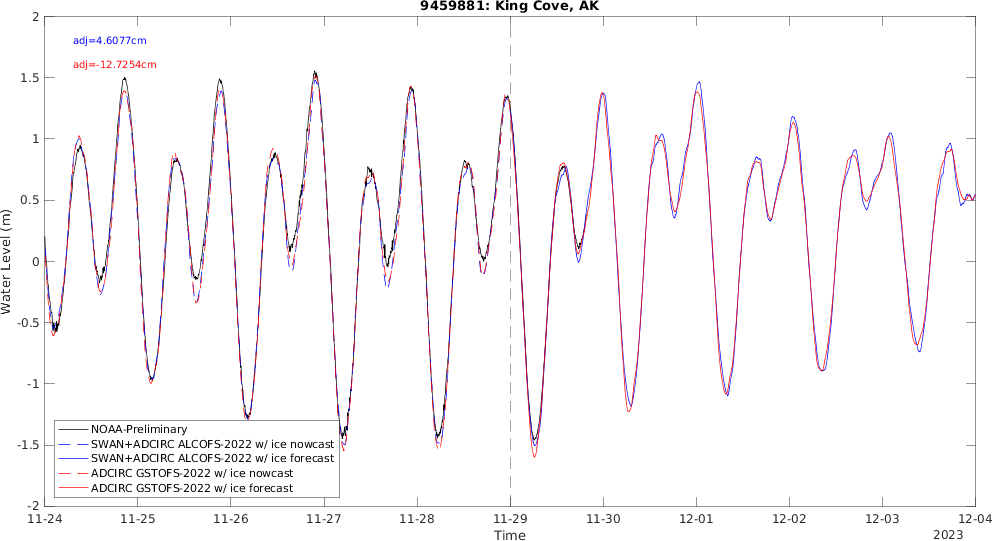 9459881: King Cove, AK
adj=4.6077cm
adj=-12.7254cm
Water Level (m)
2
1.5
1
0.5
0
-0.5
-1
-1.5
-2
NOAA-Preliminary
SWAN+ADCIRC ALCOFS-2022 w/ ice nowcast
SWAN+ADCIRC ALCOFS-2022 w/ ice forecast
ADCIRC GSTOFS-2022 w/ ice nowcast
ADCIRC GSTOFS-2022 w/ ice forecast
11-24 11-25 11-26 11-27 11-28 11-29 11-30 12-01 12-02 12-03 12-04
Time
2023